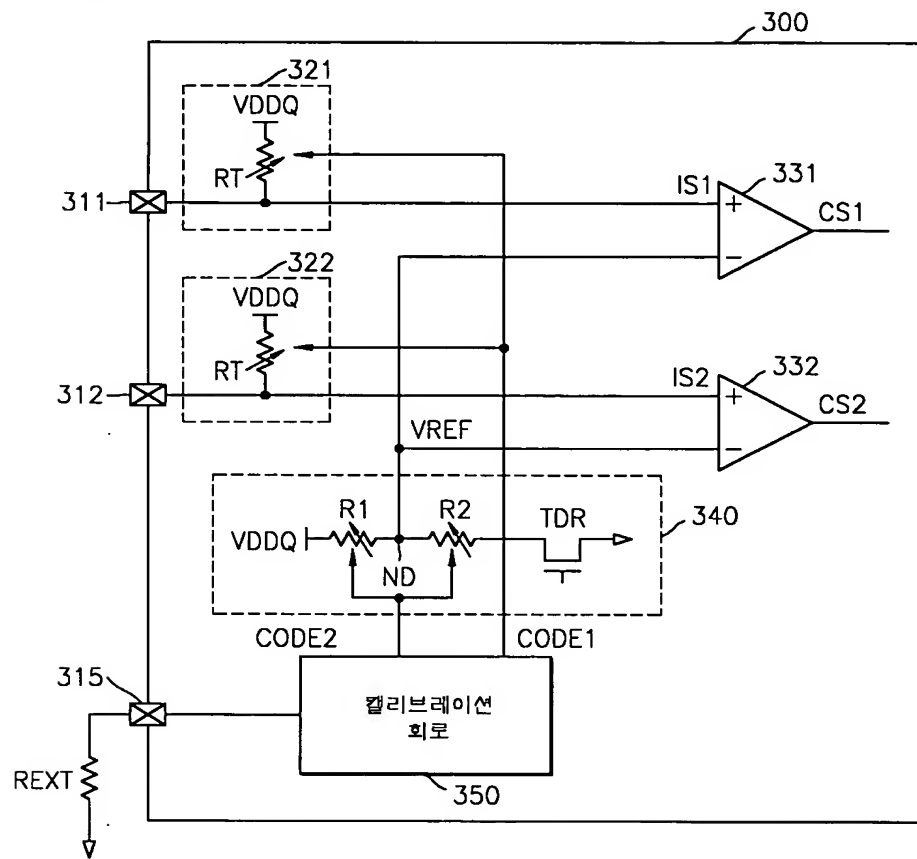 300
321
VDDQ
RT
311
IS1
331
+
−
CS1
322
VDDQ
RT
312
IS2
332
+
−
CS2
VREF
R1
R2
TDR
340
VDDQ
ND
CODE2
CODE1
315
캘리브레이션
회로
REXT
350